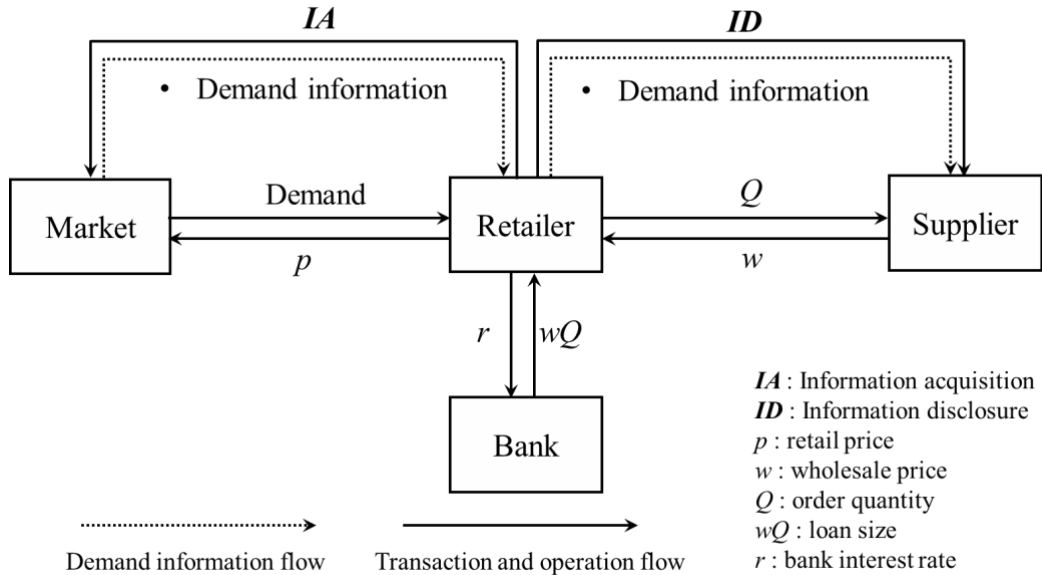 IA
ID
• Demand information
• Demand information
Market
Demand
p
Retailer
Q
w
Supplier
r
wQ
Bank
IA : Information acquisition
ID : Information disclosure
p : retail price
w : wholesale price
Q : order quantity
wQ : loan size
r : bank interest rate
Demand information flow
Transaction and operation flow